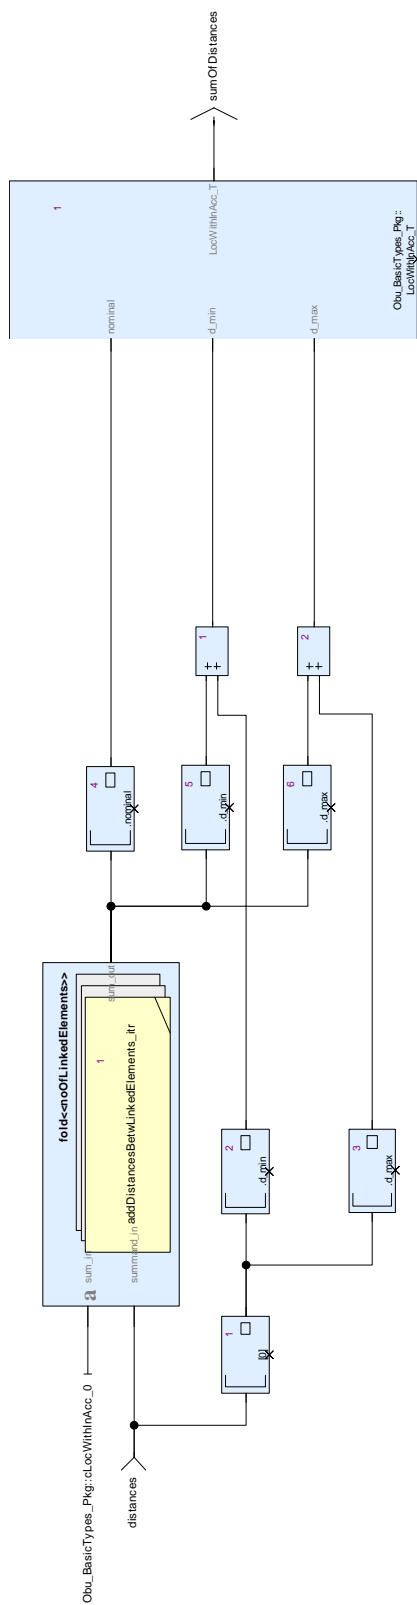 Obu_BasicTypes_Pkg::cLocWithInAcc_0
distances
a
sum_in
summand_in
fold<<noOfLinkedElements>>
1
addDistancesBetwLinkedElements_itr
sum_out
1
[0]
2
.d_min
3
.d_max
4
.nominal
5
.d_min
6
.d_max
1
+
+
2
+
+
nominal
d_min
d_max
1
LocWithInAcc_T
Obu_BasicTypes_Pkg::
LocWithInAcc_T
sumOfDistances